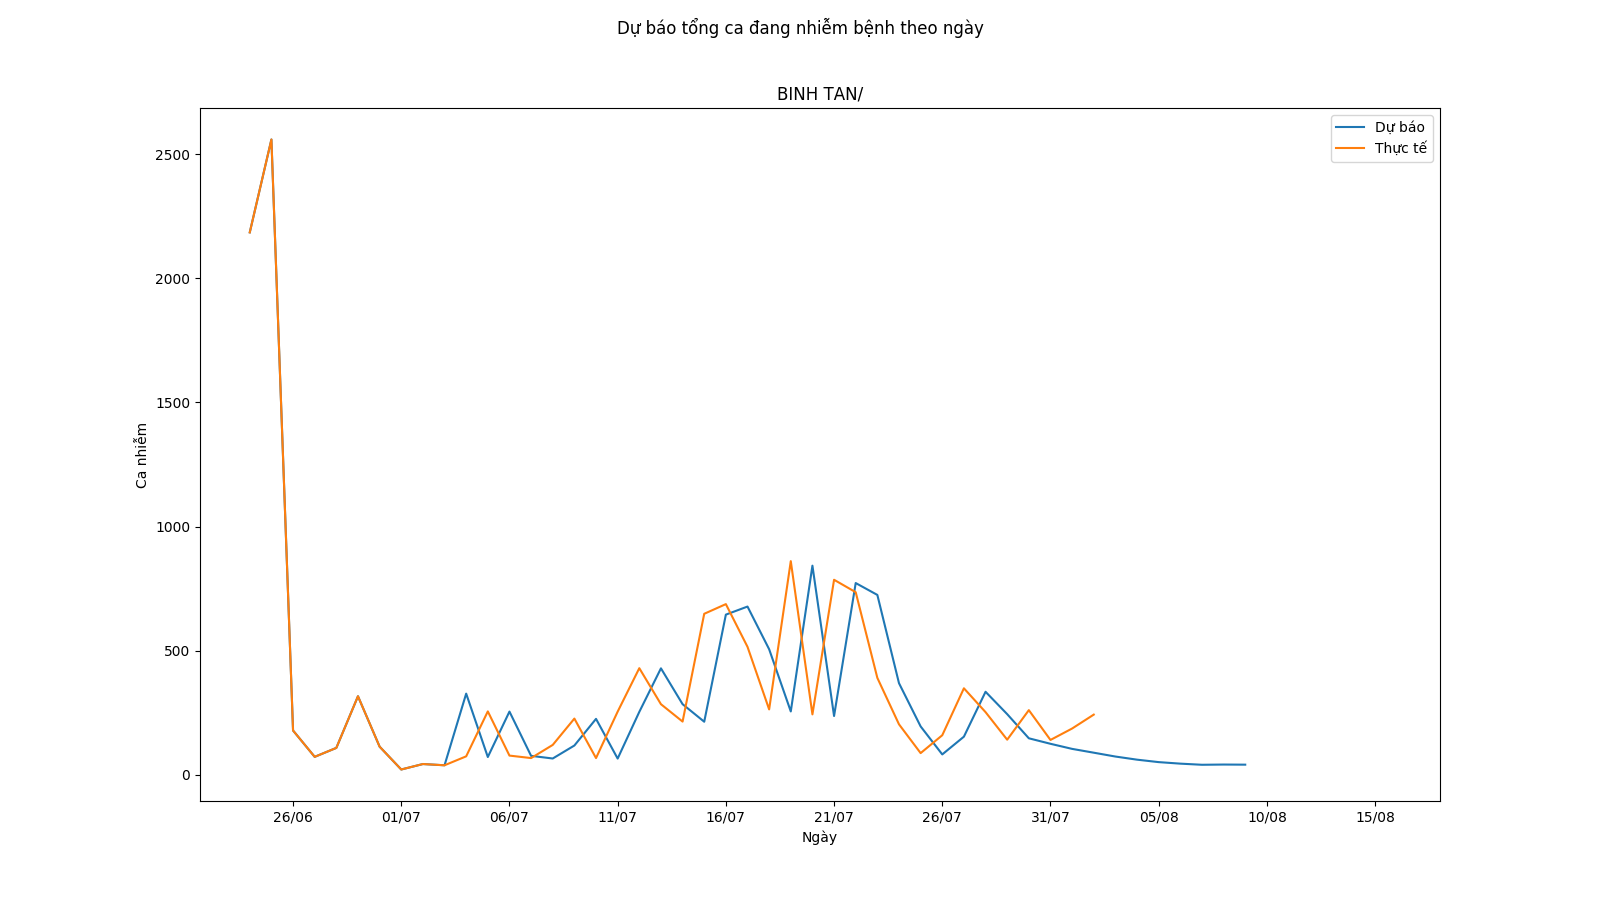 Dự báo tổng ca đang nhiễm bệnh theo ngày
BINH TAN/
Dự báo
Thực tế
2500
2000
1500
1000
500
0
Ca nhiễm
26/06 01/07 06/07 11/07 16/07 21/07 26/07 31/07 05/08 10/08 15/08
Ngày